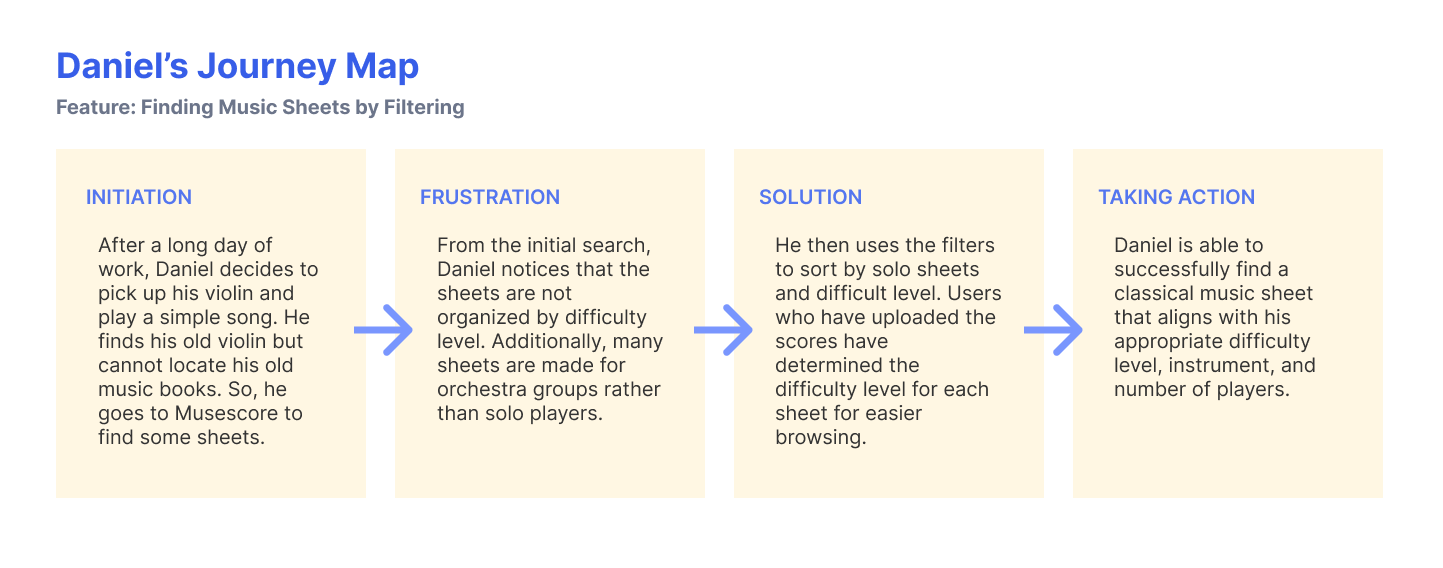 Daniel’s Journey Map
Feature: Finding Music Sheets by Filtering
INITIATION
After a long day of
work, Daniel decides to
pick up his violin and
play a simple song. He
finds his old violin but
cannot locate his old
music books. So, he
goes to Musescore to
find some sheets.
FRUSTRATION
From the initial search,
Daniel notices that the
sheets are not
organized by difficulty
level. Additionally, many
sheets are made for
orchestra groups rather
than solo players.
SOLUTION
He then uses the filters
to sort by solo sheets
and difficult level. Users
who have uploaded the
scores have
determined the
difficulty level for each
sheet for easier
browsing.
TAKING ACTION
Daniel is able to
successfully find a
classical music sheet
that aligns with his
appropriate difficulty
level, instrument, and
number of players.